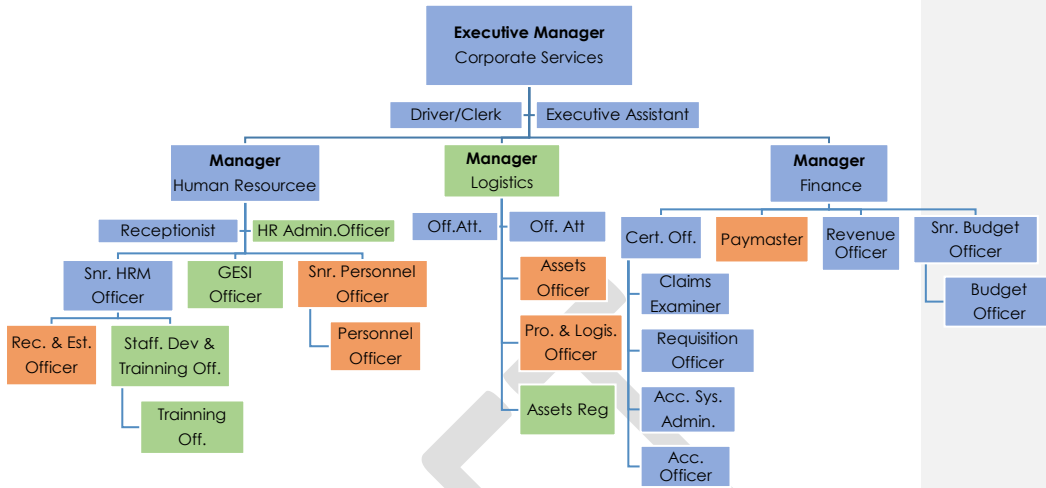 Executive Manager
Corporate Services
Driver/Clerk
Executive Assistant
Manager
Human Resourcee
Manager
Logistics
Manager
Finance
Receptionist
HR Admin.Officer
Off.Att.
Off. Att
Cert. Off.
Paymaster
Revenue
Officer
Snr. Budget
Officer
Snr. HRM
Officer
GESI
Officer
Snr. Personnel
Officer
Assets
Officer
Claims
Examiner
Budget
Officer
Rec. & Est.
Officer
Staff. Dev &
Trainning Off.
Personnel
Officer
Pro. & Logis.
Officer
Requisition
Officer
Trainning
Off.
Assets Reg
Acc. Sys.
Admin.
Acc.
Officer